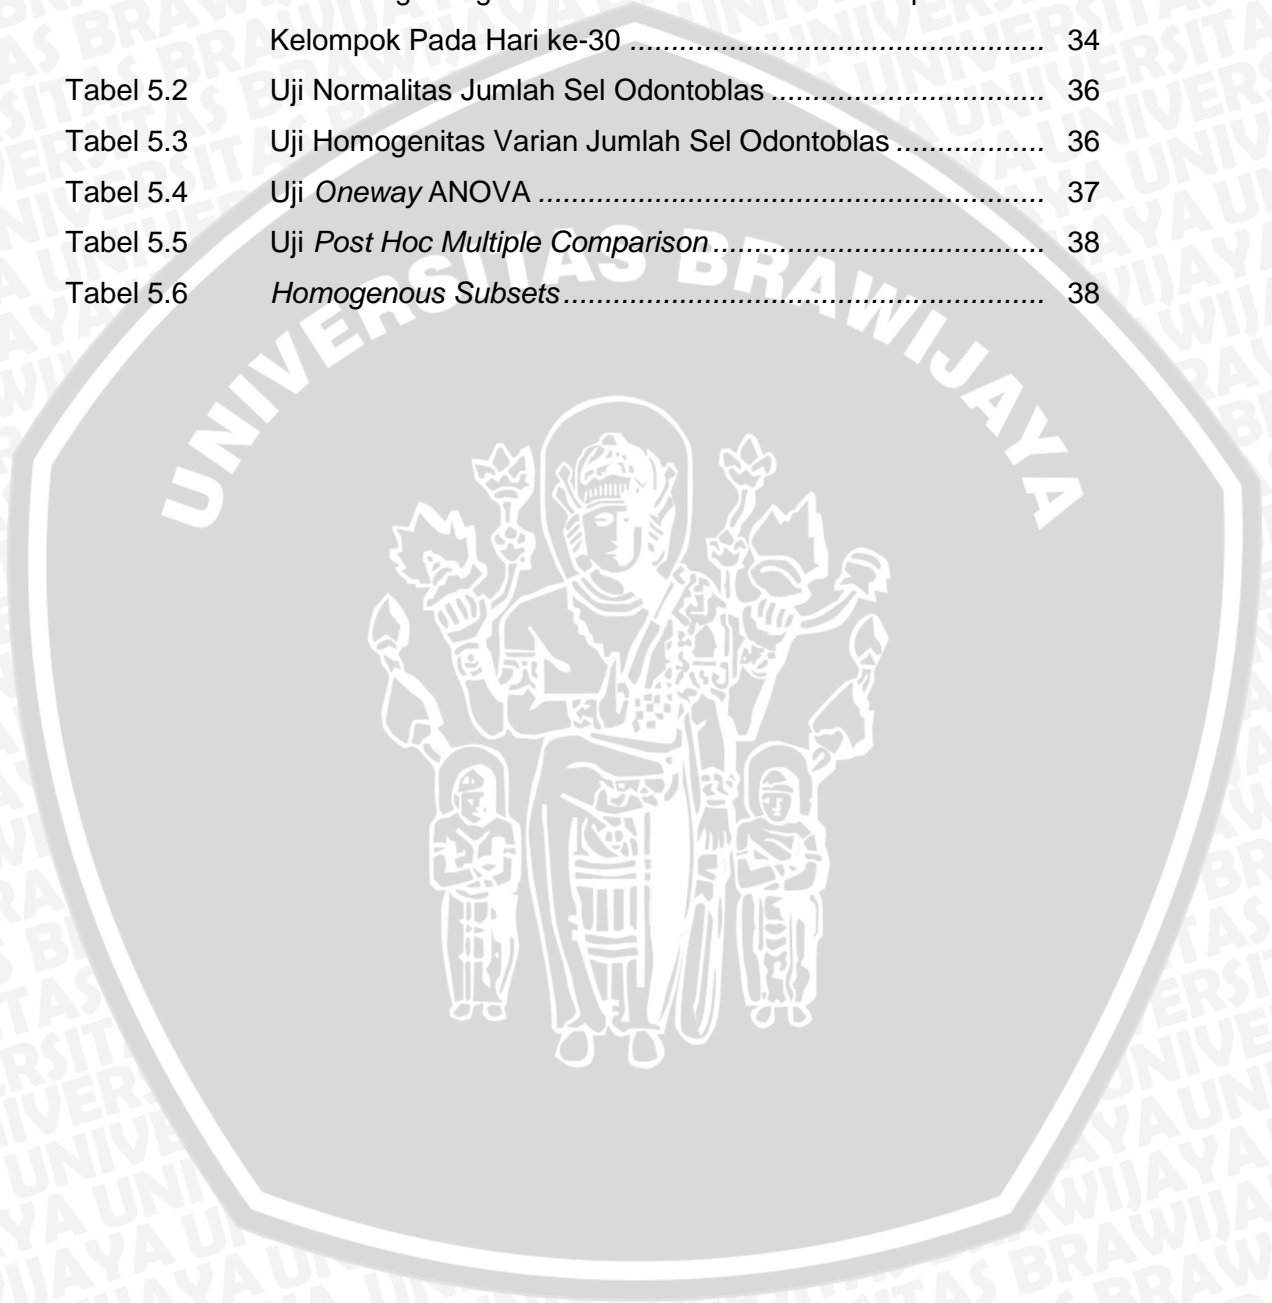 Kelompok Pada Hari ke-30 ................................................. 34
Tabel 5.2 Uji Normalitas Jumlah Sel Odontoblas ................................ 36
Tabel 5.3 Uji Homogenitas Varian Jumlah Sel Odontoblas .................. 36
Tabel 5.4 Uji Oneway ANOVA ............................................................ 37
Tabel 5.5 Uji Post Hoc Multiple Comparison ....................................... 38
Tabel 5.6 Homogenous Subsets ......................................................... 38
UNIVERSITAS BRAWIJAYA